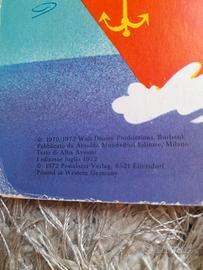 © 1970/1972 Walt Disney Productions, Burbank
Pubblicato da Arnoldo Mondadori Editore, Milano
Testo di Alba Avesini
I edizione luglio 1972
© 1972 Pestalozzi-Verlag, 8521 Eltersdorf
Printed in Western Germany